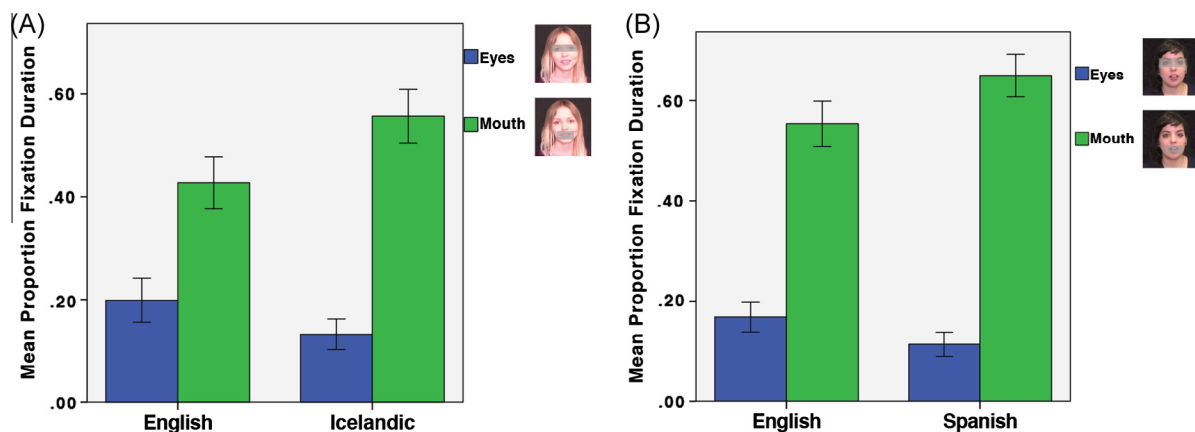 (A)
Mean Proportion Fixation Duration
.60
.40
.20
.00
English Icelandic
Eyes
Mouth
(B)
Mean Proportion Fixation Duration
.60
.40
.20
.00
English Spanish
Eyes
Mouth